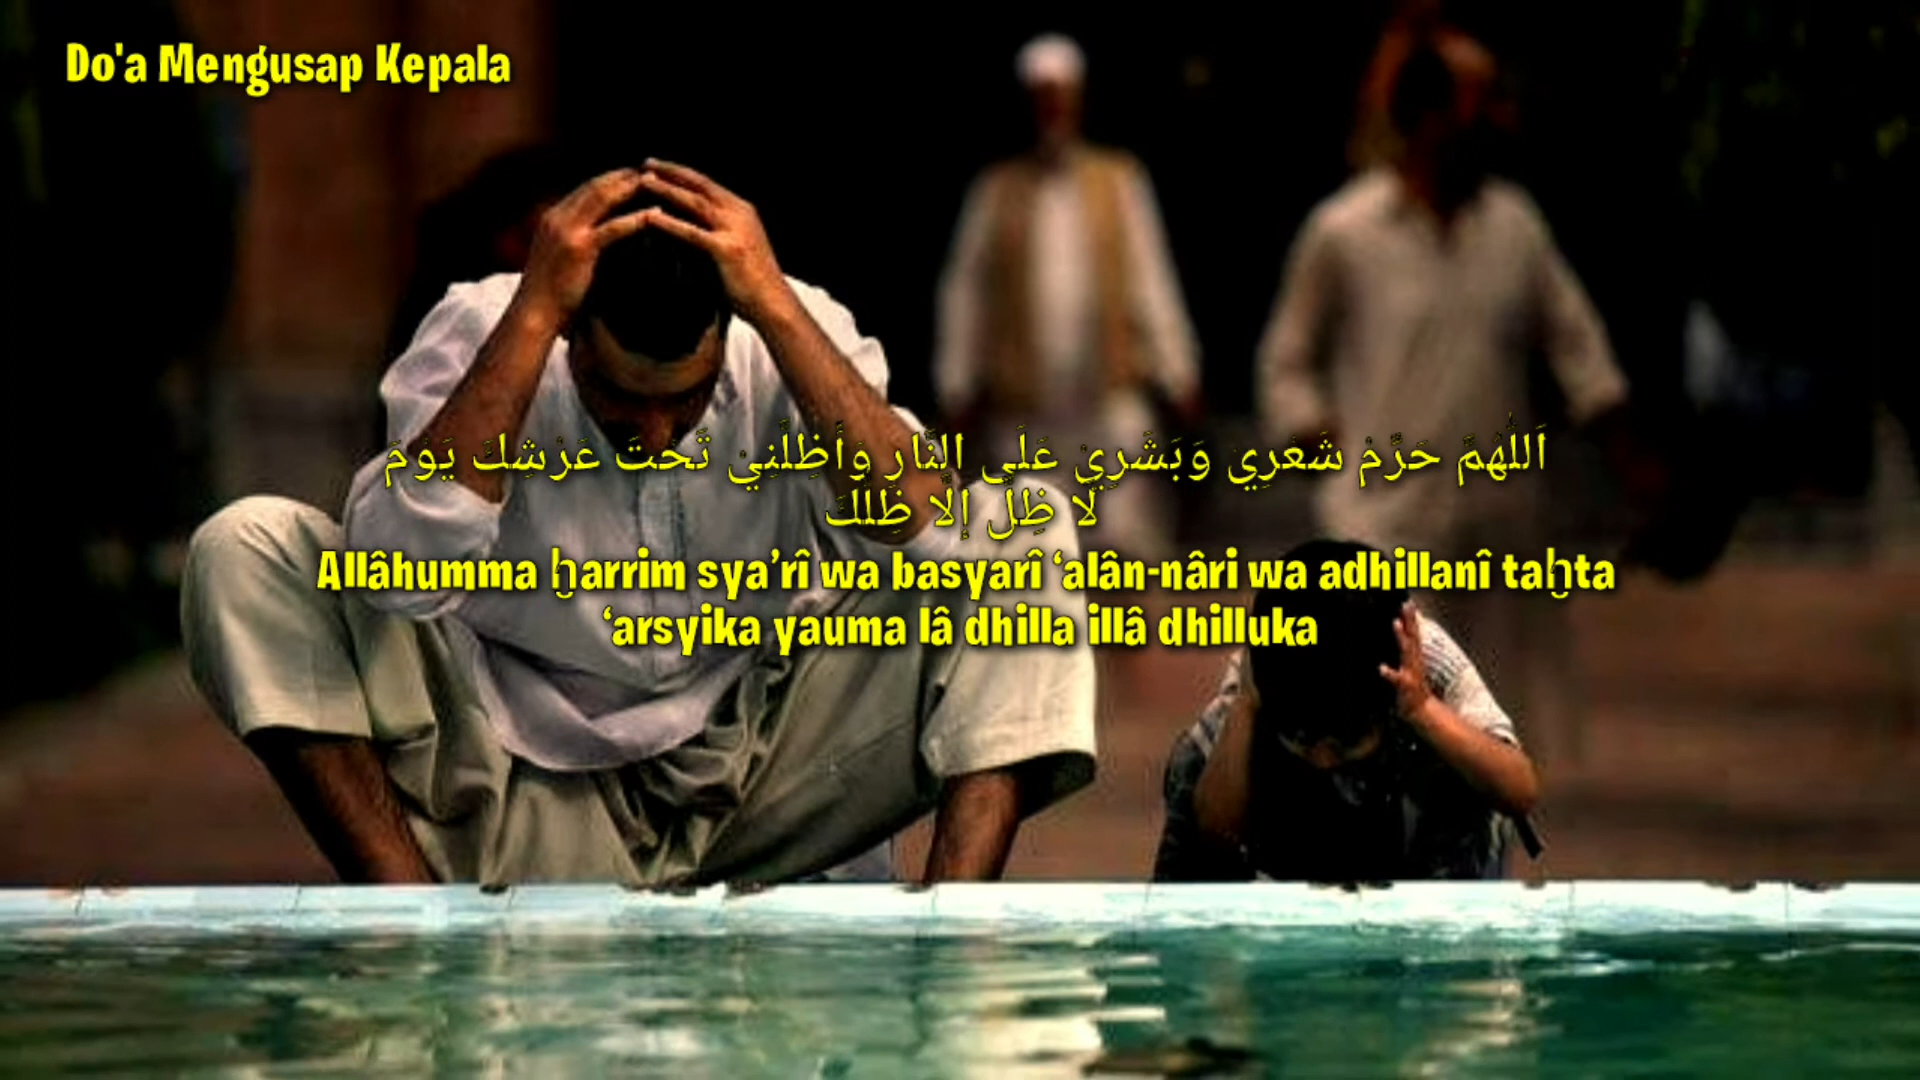 Do'a Mengusap Kepala
اَللّٰهُمَّ حَرِّمْ شَعْرِي وَبَشَرِيْ عَلَى النَّارِ وَأَظِلَّنِيْ تَحْتَ عَرْشِكَ يَوْمَ
لَا ظِلَّ إِلَّا ظِلُّكَ
Allâhumma ḫarrim sya’rî wa basyarî ‘alân-nâri wa adhillanî taḫta
‘arsyika yauma lâ dhilla illâ dhilluka